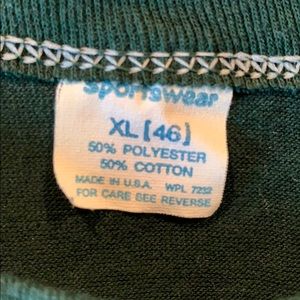 Sportswear
XL [46]
50% POLYESTER
50% COTTON
MADE IN U.S.A. WPL 7232
FOR CARE SEE REVERSE